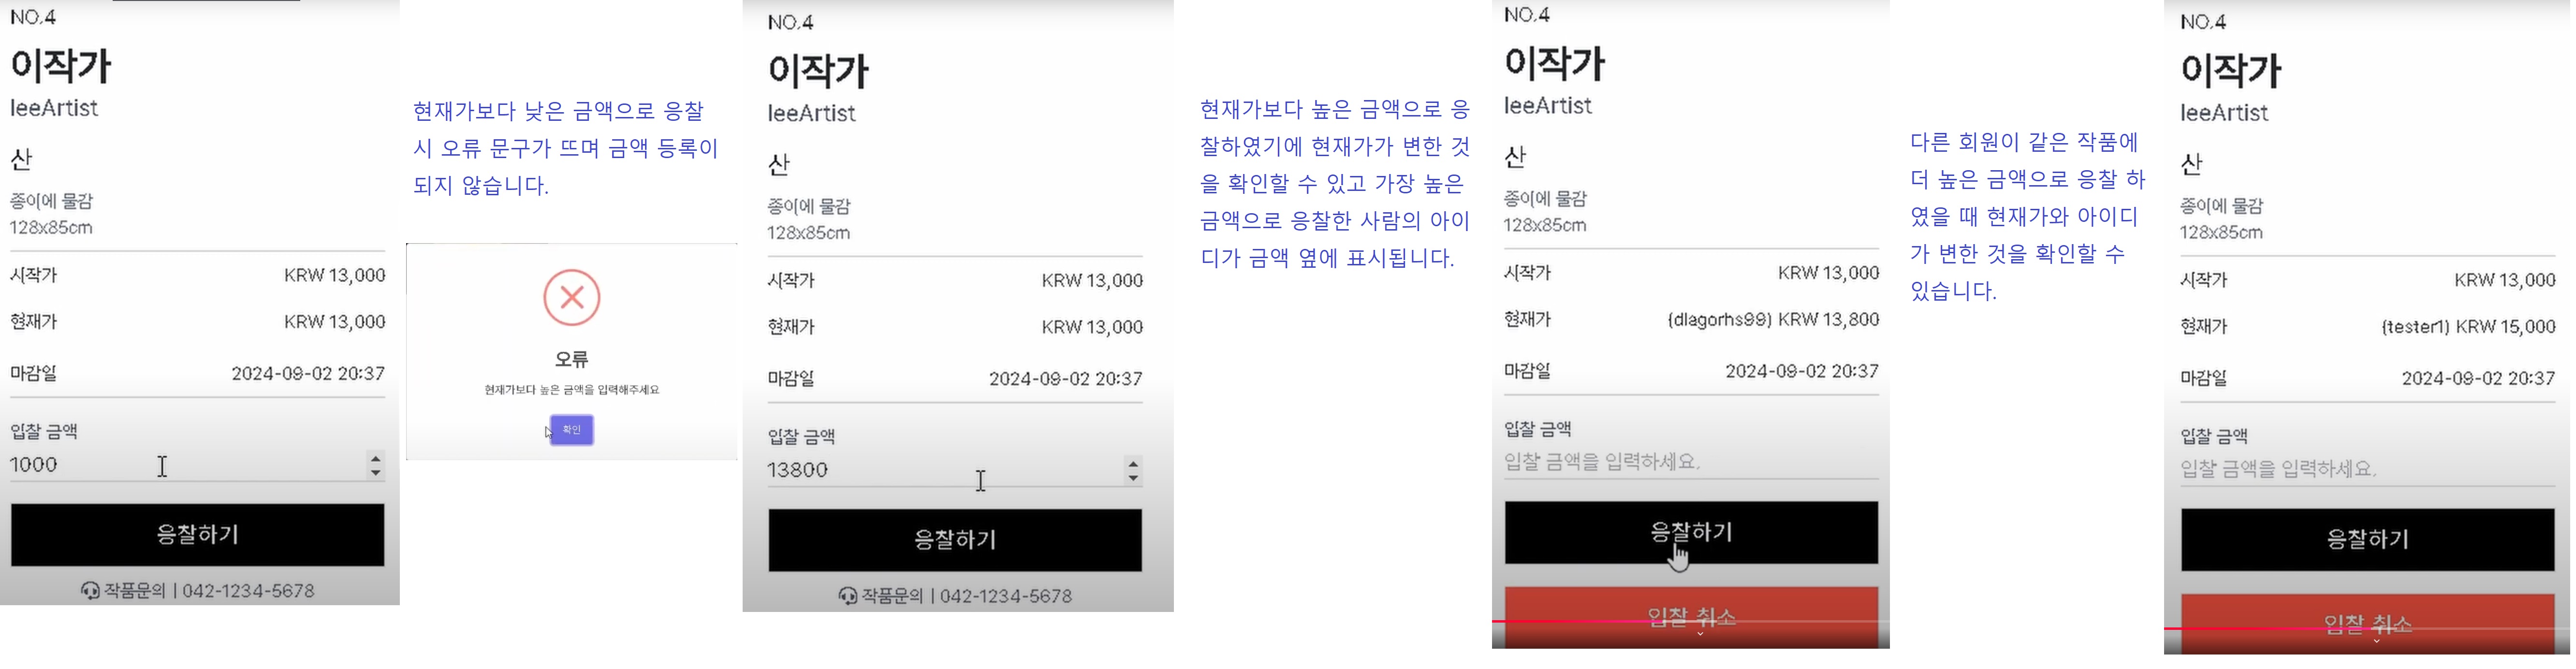 NO.4
이작가
leeArtist
산
종이에 물감
128x85cm
시작가 KRW 13,000
현재가 KRW 13,000
마감일 2024-09-02 20:37
입찰 금액
1000
응찰하기
작품문의 | 042-1234-5678
현재가보다 낮은 금액으로 응찰
시 오류 문구가 뜨며 금액 등록이
되지 않습니다.
오류
현재가보다 높은 금액을 입력해주세요
확인
NO.4
이작가
leeArtist
산
종이에 물감
128x85cm
시작가 KRW 13,000
현재가 KRW 13,000
마감일 2024-09-02 20:37
입찰 금액
13800
응찰하기
작품문의 | 042-1234-5678
현재가보다 높은 금액으로 응
찰하였기에 현재가가 변한 것
을 확인할 수 있고 가장 높은
금액으로 응찰한 사람의 아이
디가 금액 옆에 표시됩니다.
NO.4
이작가
leeArtist
산
종이에 물감
128x85cm
시작가 KRW 13,000
현재가 (dlagorhs99) KRW 13,800
마감일 2024-09-02 20:37
입찰 금액
입찰 금액을 입력하세요.
응찰하기
입찰 취소
다른 회원이 같은 작품에
더 높은 금액으로 응찰 하
였을 때 현재가와 아이디
가 변한 것을 확인할 수
있습니다.
NO.4
이작가
leeArtist
산
종이에 물감
128x85cm
시작가 KRW 13,000
현재가 (tester1) KRW 15,000
마감일 2024-09-02 20:37
입찰 금액
입찰 금액을 입력하세요.
응찰하기
입찰 취소